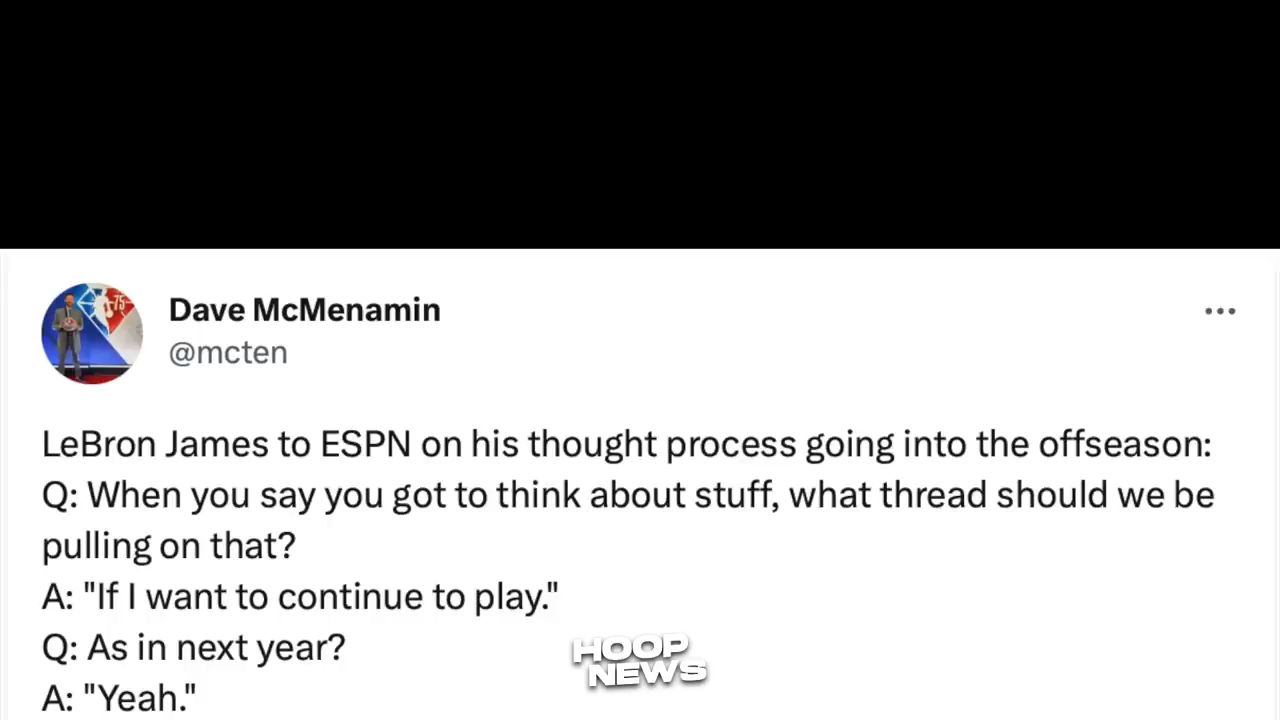 75
Dave McMenamin
@mcten
LeBron James to ESPN on his thought process going into the offseason:
Q: When you say you got to think about stuff, what thread should we be
pulling on that?
A: "If I want to continue to play."
Q: As in next year?
A: "Yeah."
HOOP
NEWS